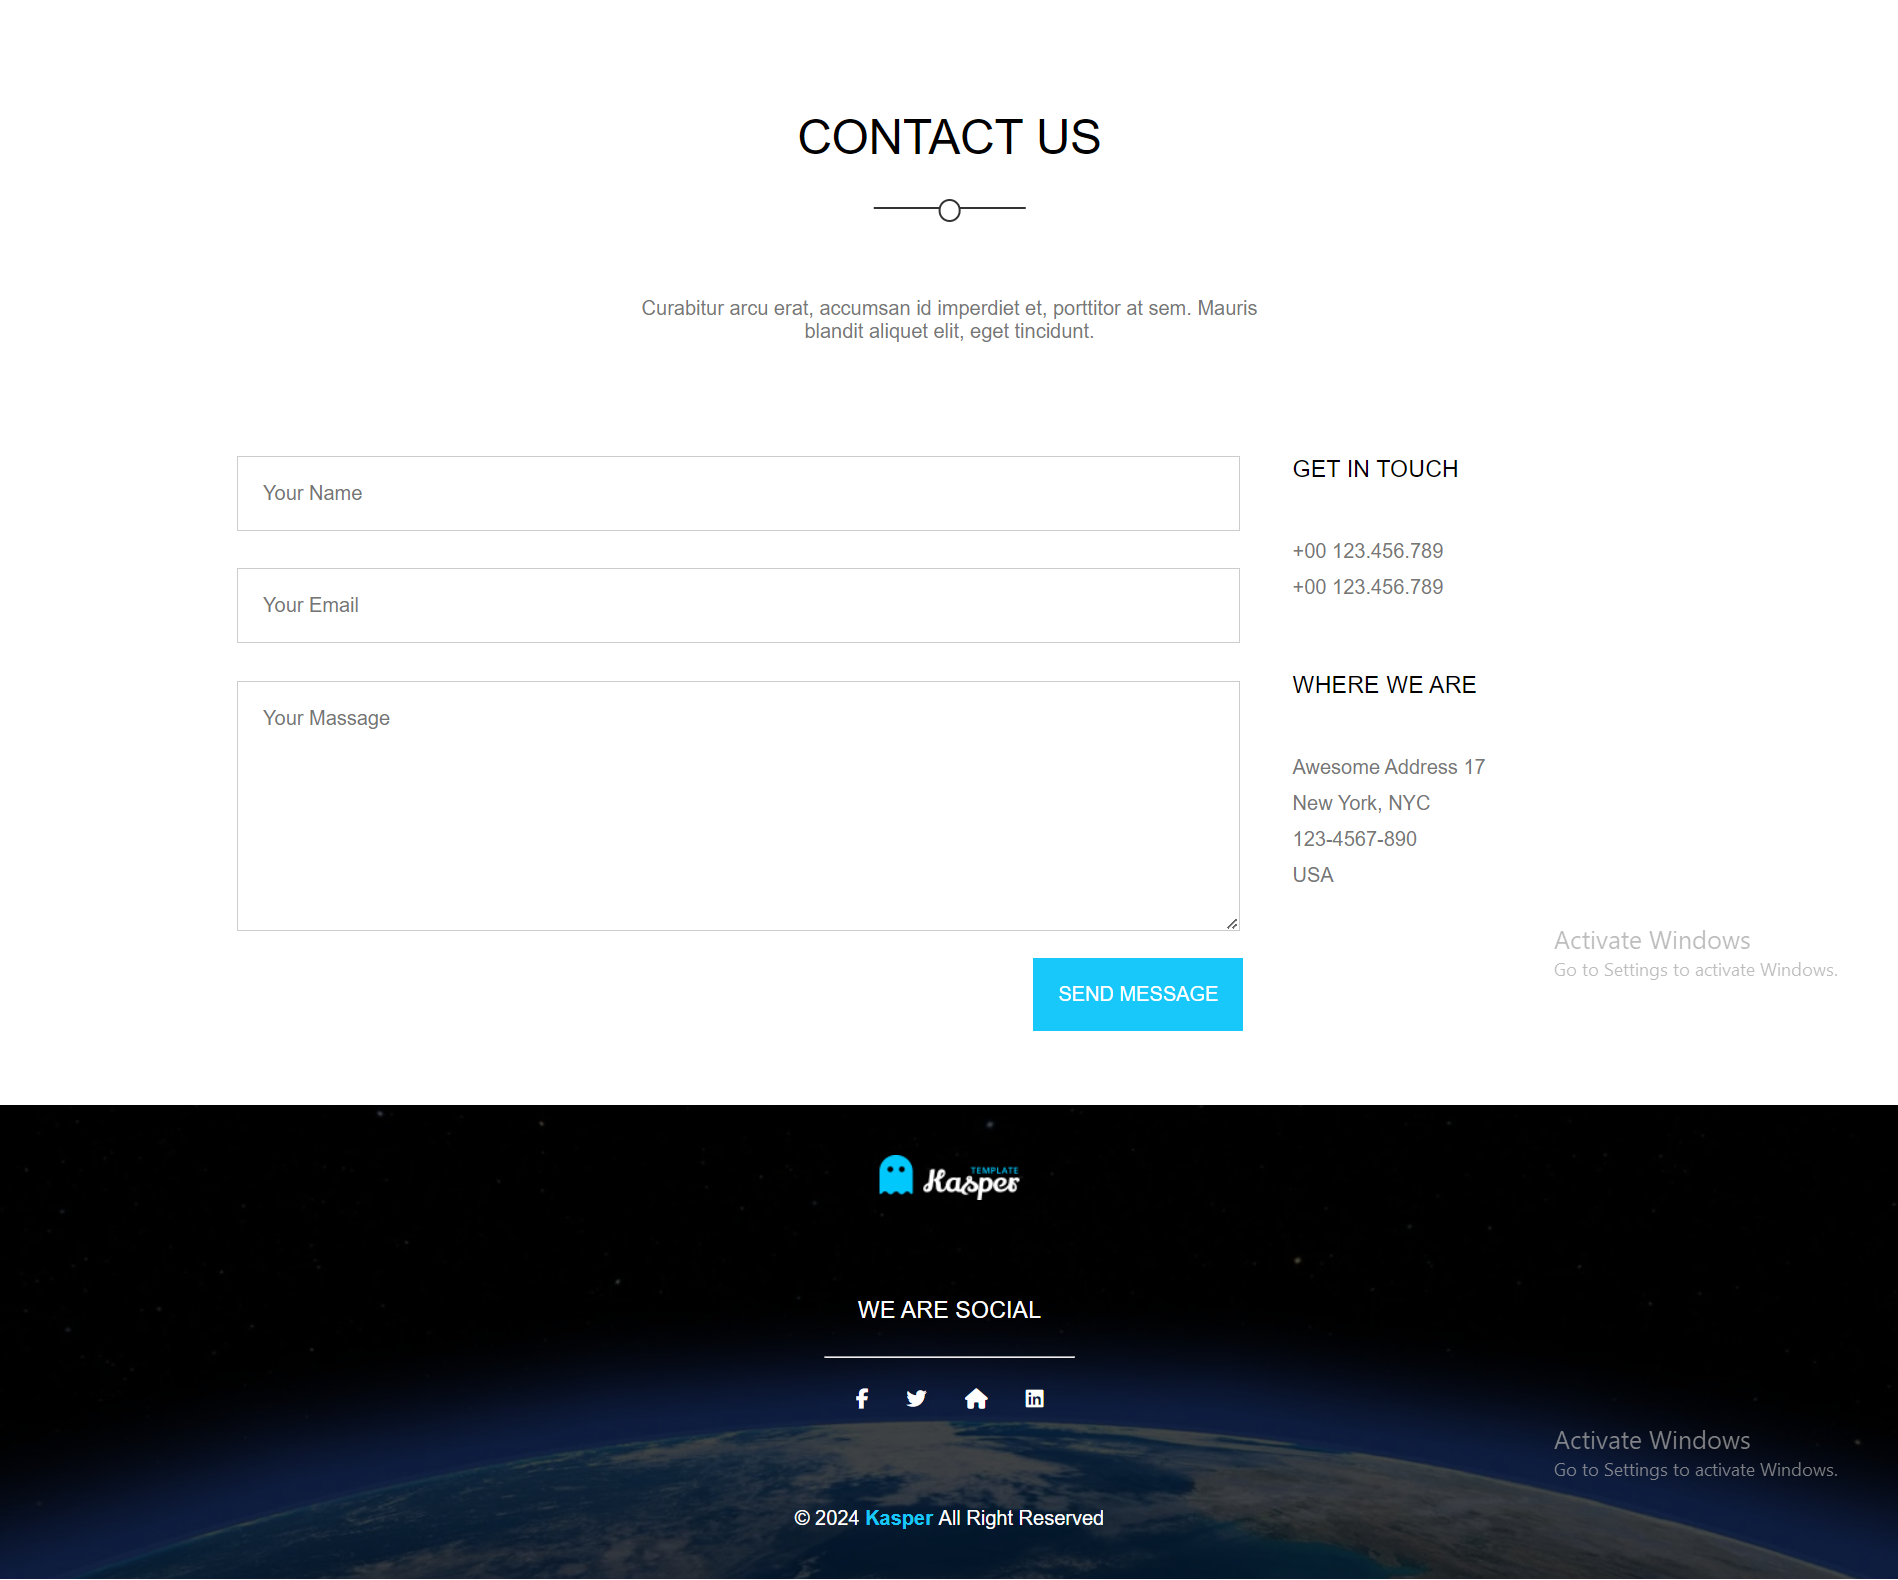 CONTACT US
Curabitur arcu erat, accumsan id imperdiet et, porttitor at sem. Mauris
blandit aliquet elit, eget tincidunt.
Your Name
Your Email
Your Massage
SEND MESSAGE
GET IN TOUCH
+00 123.456.789
+00 123.456.789
WHERE WE ARE
Awesome Address 17
New York, NYC
123-4567-890
USA
Activate Windows
Go to Settings to activate Windows.
TEMPLATE
Kasper
WE ARE SOCIAL
Activate Windows
Go to Settings to activate Windows.
© 2024 Kasper All Right Reserved